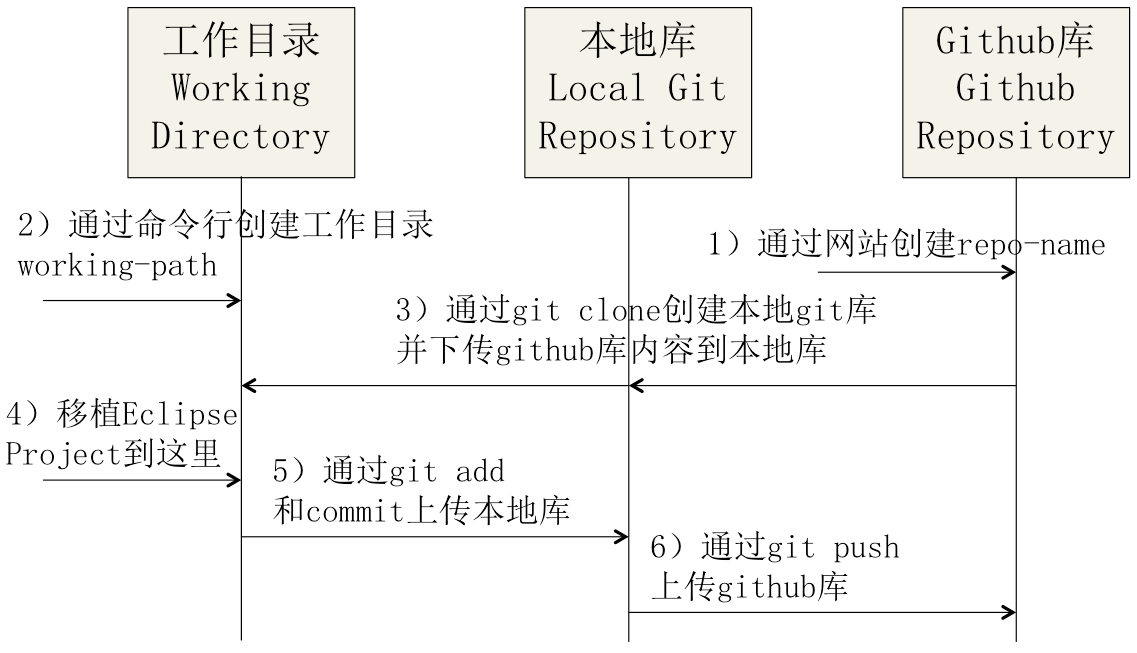 工作目录
Working
Directory
本地库
Local Git
Repository
Github库
Github
Repository
2）通过命令行创建工作目录
working-path
1）通过网站创建repo-name
3）通过git clone创建本地git库
并下传github库内容到本地库
4）移植Eclipse
Project到这里
5）通过git add
和commit上传本地库
6）通过git push
上传github库